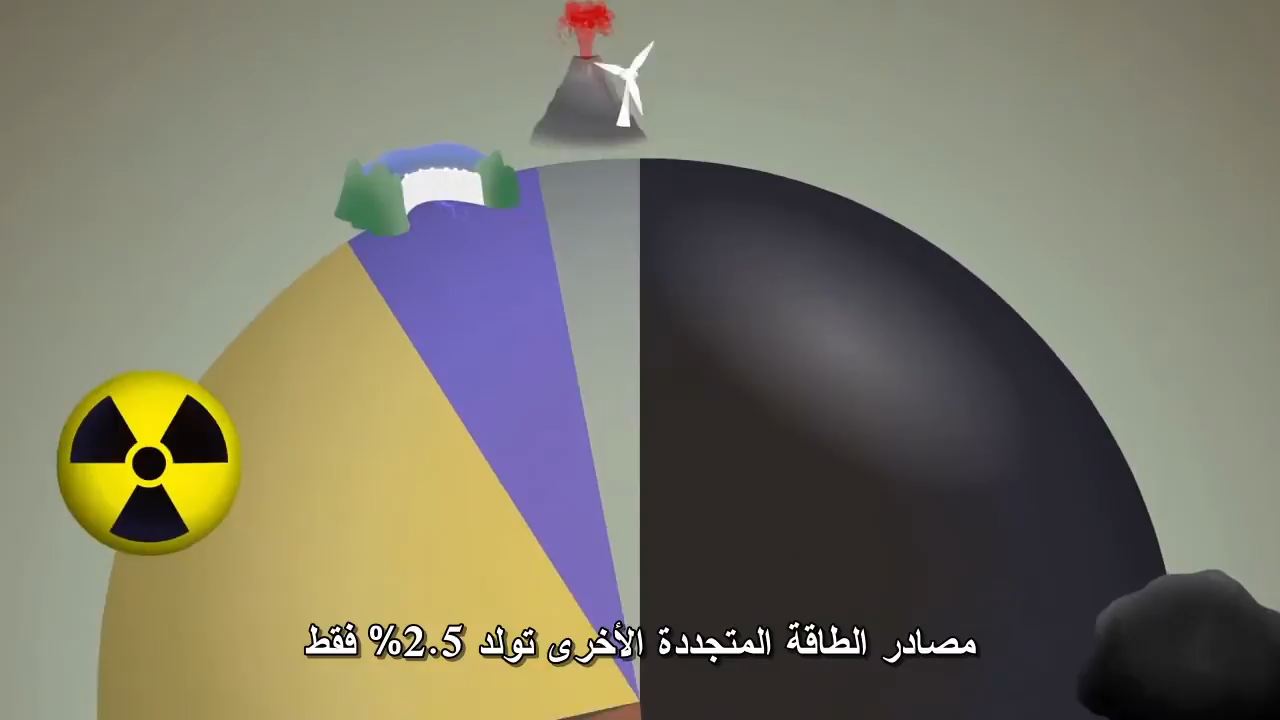 مصادر الطاقة المتجددة الأخرى تولد 2.5% فقط